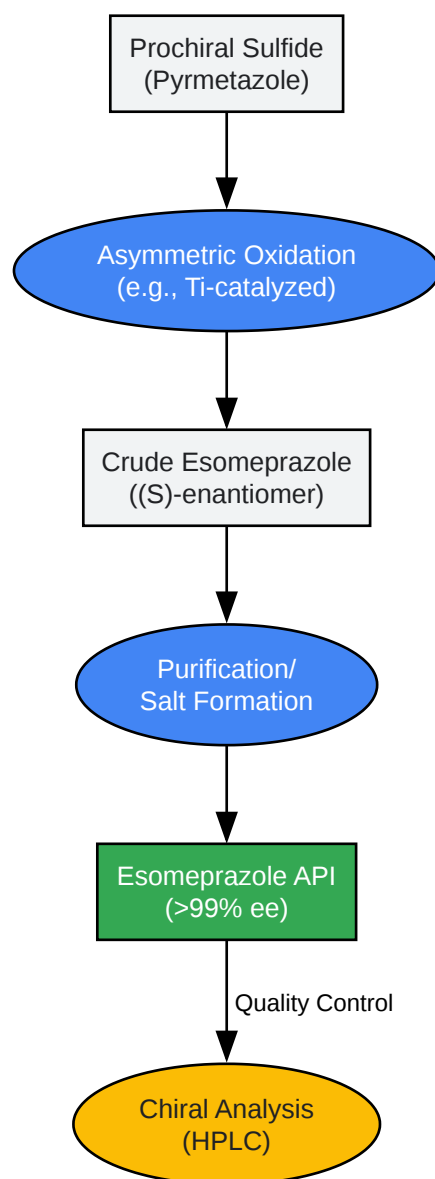 Prochiral Sulfide
(Pyrmetazole)
Asymmetric Oxidation
(e.g., Ti-catalyzed)
Crude Esomeprazole
((S)-enantiomer)
Purification/
Salt Formation
Esomeprazole API
(>99% ee)
Quality Control
Chiral Analysis
(HPLC)